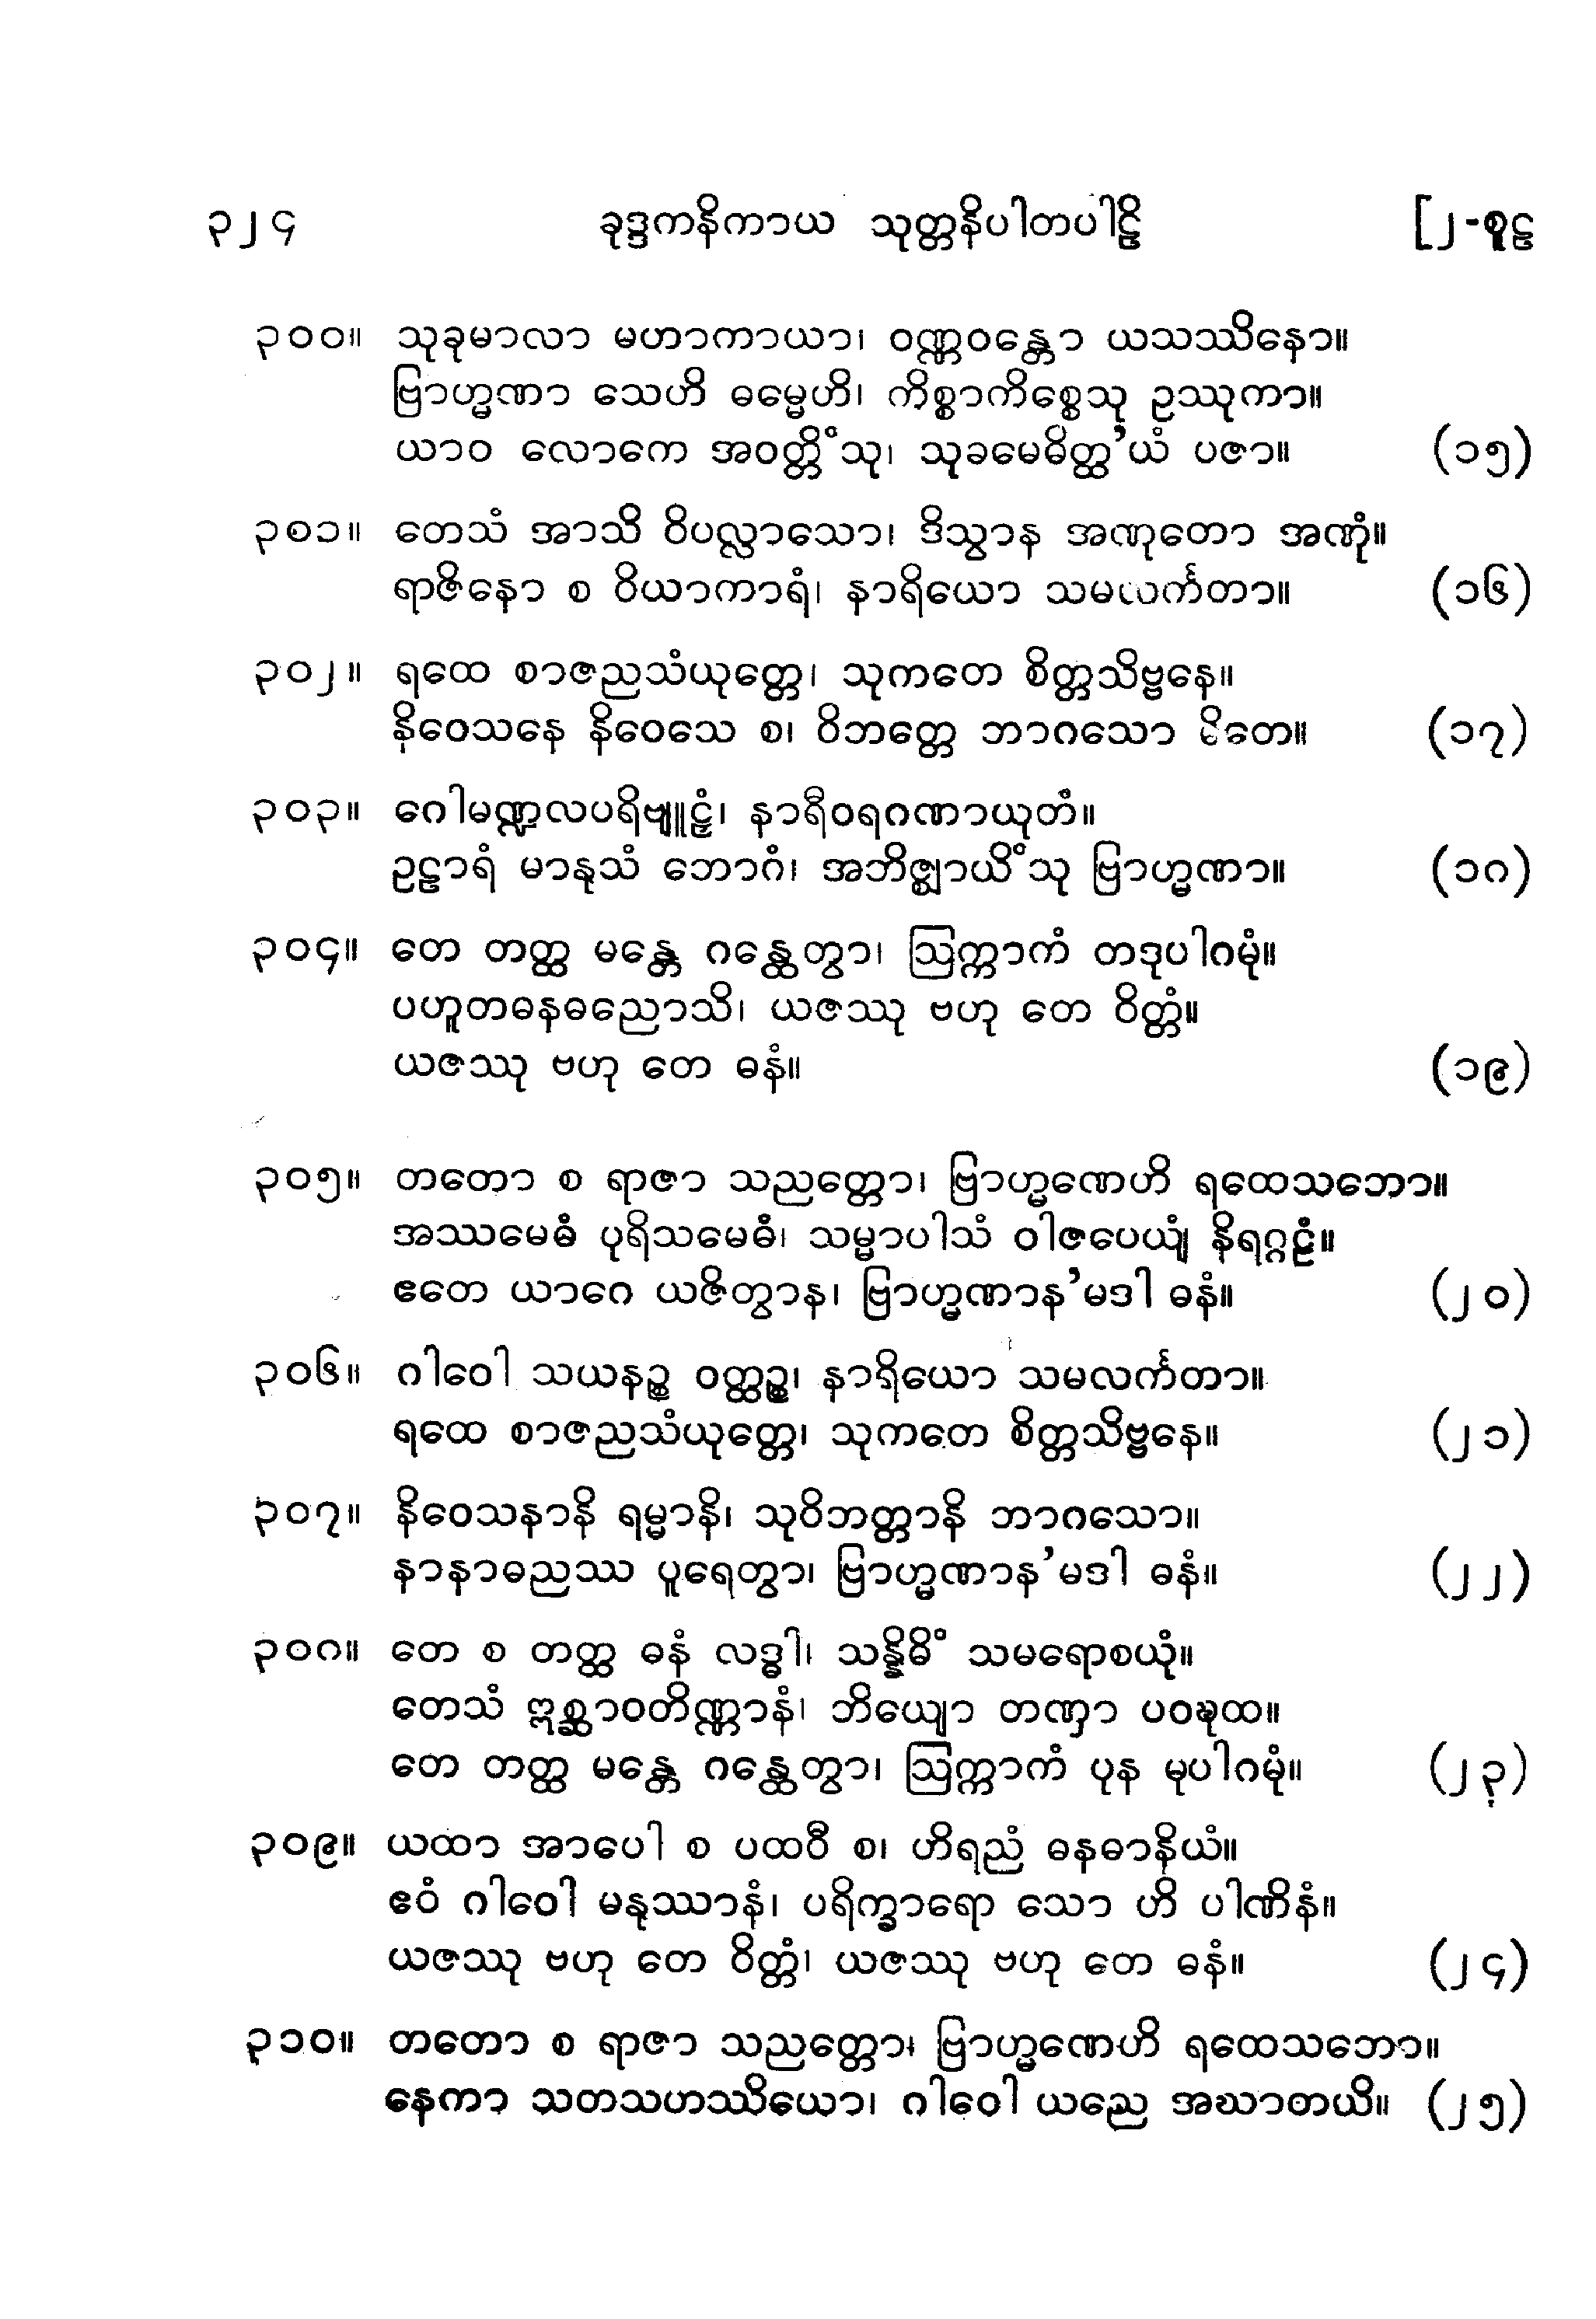 ၃၂၄ ခုဒ္ဒကနိကာယ သုတ္တနိပါတပါဠိ [၂-စူဠ
၃၀၀။ သုခုမာလာ မဟာကာယာ၊ ဝဏ္ဏဝန္တော ယသဿိနော။
ဗြာဟ္မဏာ သေဟိ ဓမ္မေဟိ၊ ကိစ္စာကိစ္စေသု ဥဿုကာ။
ယာဝ လောကေ အဝတ္တိံသု၊ သုခမေဓိတ္ထ’ယံ ပဇာ။ (၁၅)
၃၀၁။ တေသံ အာသိ ဝိပလ္လာသော၊ ဒိသွာန အဏုတော အဏုံ။
ရာဇိနော စ ဝိယာကာရံ၊ နာရိယော သမလင်္ကတာ။ (၁၆)
၃၀၂။ ရထေ စာဇညသံယုတ္တေ၊ သုကတေ စိတ္တသိဗ္ဗနေ။
နိဝေသနေ နိဝေသေ စ၊ ဝိဘတ္တေ ဘာဂသော မိတေ။ (၁၇)
၃၀၃။ ဂေါမဏ္ဍလပရိဗျူဠှံ၊ နာရီဝရဂဏာယုတံ။
ဥဠာရံ မာနုသံ ဘောဂံ၊ အဘိဇ္ဈာယိံသု ဗြာဟ္မဏာ။ (၁၈)
၃၀၄။ တေ တတ္ထ မန္တေ ဂန္ထေတွာ၊ ဩက္ကာကံ တဒုပါဂမုံ။
ပဟူတဓနဓညောသိ၊ ယဇဿု ဗဟု တေ ဝိတ္တံ။
ယဇဿု ဗဟု တေ ဓနံ။ (၁၉)
၃၀၅။ တတော စ ရာဇာ သညတ္တော၊ ဗြာဟ္မဏေဟိ ရထေသဘော။
အဿမေဓံ ပုရိသမေဓံ၊ သမ္မာပါသံ ဝါဇပေယျံ နိရဂ္ဂဠံ။
ဧတေ ယာဂေ ယဇိတွာန၊ ဗြာဟ္မဏာန’မဒါ ဓနံ။ (၂၀)
၃၀၆။ ဂါဝေါ သယနဉ္စ ဝတ္ထဉ္စ၊ နာရိယော သမလင်္ကတာ။
ရထေ စာဇညသံယုတ္တေ၊ သုကတေ စိတ္တသိဗ္ဗနေ။ (၂၁)
၃၀၇။ နိဝေသနာနိ ရမ္မာနိ၊ သုဝိဘတ္တာနိ ဘာဂသော။
နာနာဓညဿ ပူရေတွာ၊ ဗြာဟ္မဏာန’မဒါ ဓနံ။ (၂၂)
၃၀၈။ တေ စ တတ္ထ ဓနံ လဒ္ဓါ၊ သန္နိဓိံ သမရောစယုံ။
တေသံ ဣစ္ဆာဝတိဏ္ဏာနံ၊ ဘိယျော တဏှာ ပဝဍ္ဎထ။
တေ တတ္ထ မန္တေ ဂန္ထေတွာ၊ ဩက္ကာကံ ပုန မုပါဂမုံ။ (၂၃)
၃၀၉။ ယထာ အာပေါ စ ပထဝီ စ၊ ဟိရညံ ဓနဓာနိယံ။
ဧဝံ ဂါဝေါ မနုဿာနံ၊ ပရိက္ခာရော သော ဟိ ပါဏိနံ။
ယဇဿု ဗဟု တေ ဝိတ္တံ၊ ယဇဿု ဗဟု တေ ဓနံ။ (၂၄)
၃၁၀။ တတော စ ရာဇာ သညတ္တော၊ ဗြာဟ္မဏေဟိ ရထေသဘော။
နေကာ သတသဟဿိယော၊ ဂါဝေါ ယညေ အဃာတယိ။ (၂၅)